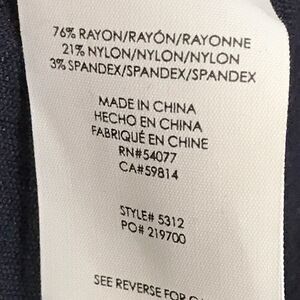 76% RAYON/RAYÓN/RAYONNE
21% NYLON/NYLON/NYLON
3% SPANDEX/SPANDEX/SPANDEX
MADE IN CHINA
HECHO EN CHINA
FABRIQUÉ EN CHINE
RN#54077
CA#59814
STYLE# 5312
PO# 219700
SEE REVERSE FOR